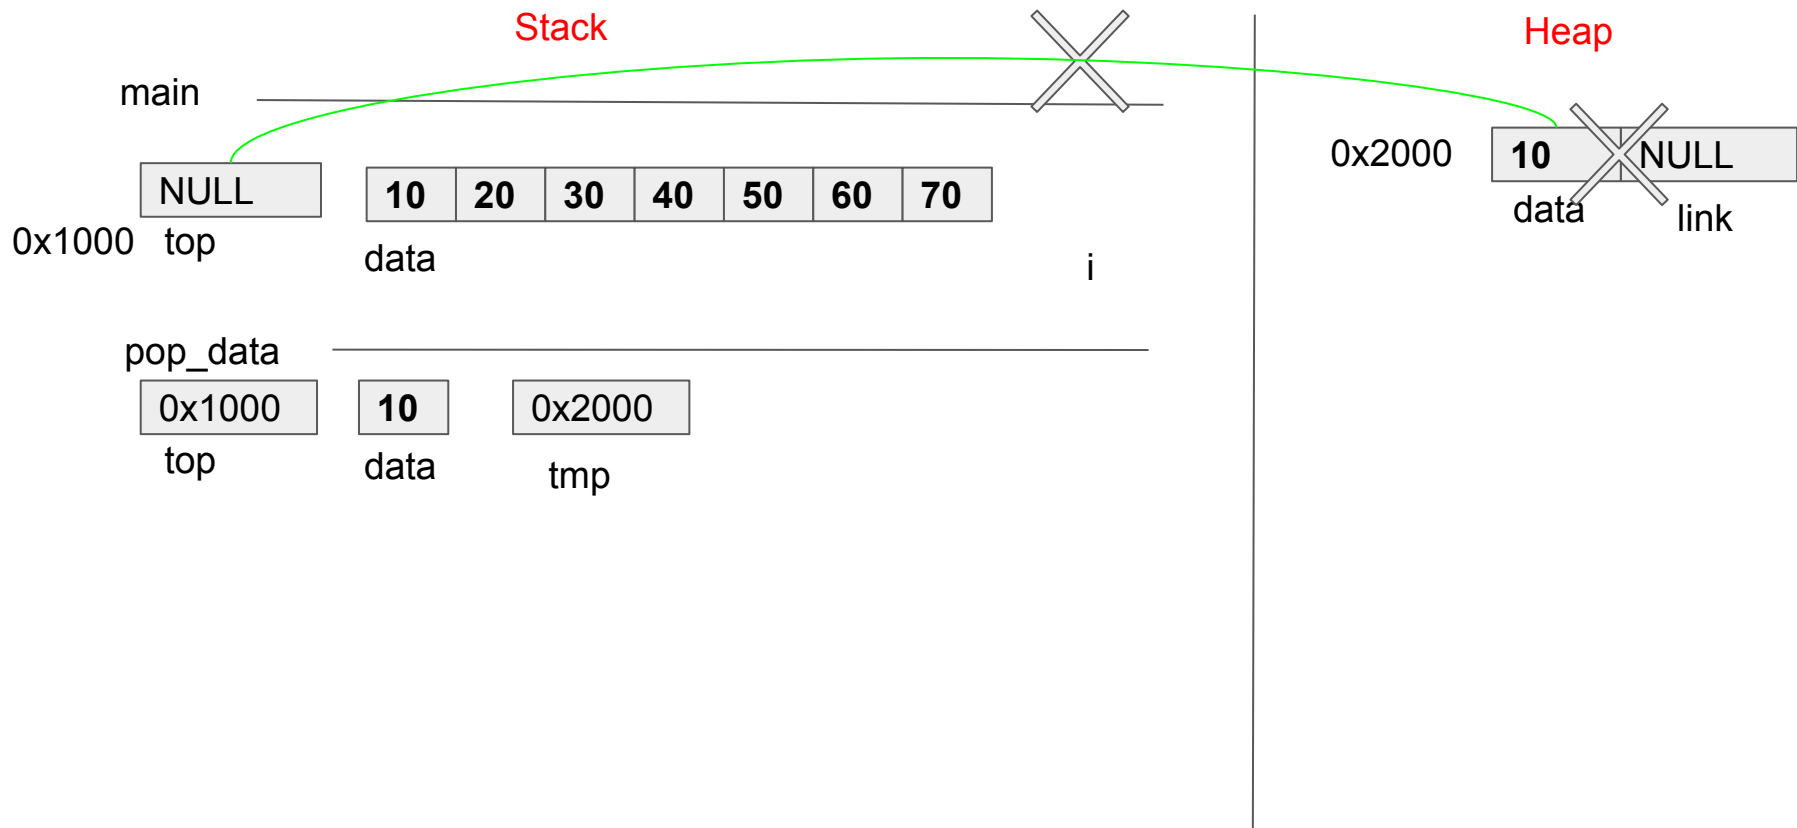 Stack
Heap
main
NULL
10 20 30 40 50 60 70
0x1000 top
data
i
0x2000
10 NULL
data
link
pop_data
0x1000
10
0x2000
top
data
tmp